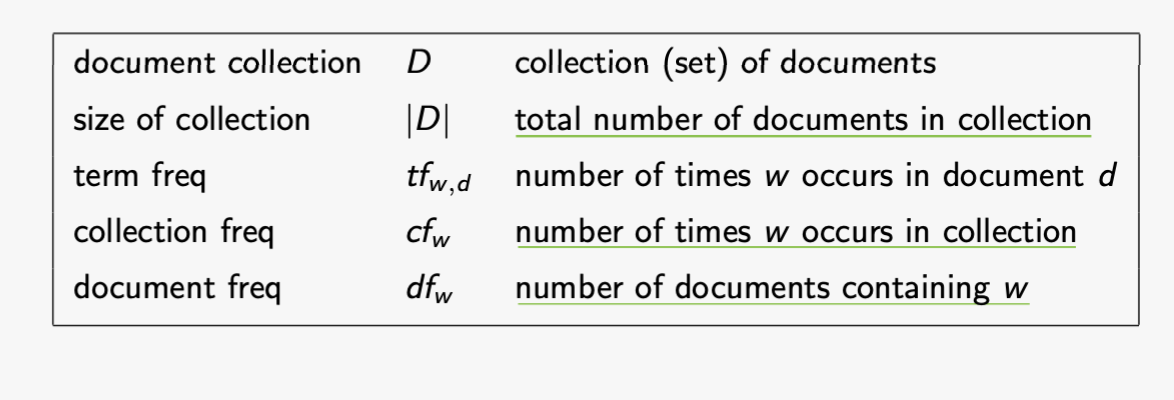 document collection D collection (set) of documents
size of collection |D| total number of documents in collection
term freq tf_{w,d} number of times w occurs in document d
collection freq cf_w number of times w occurs in collection
document freq df_w number of documents containing w